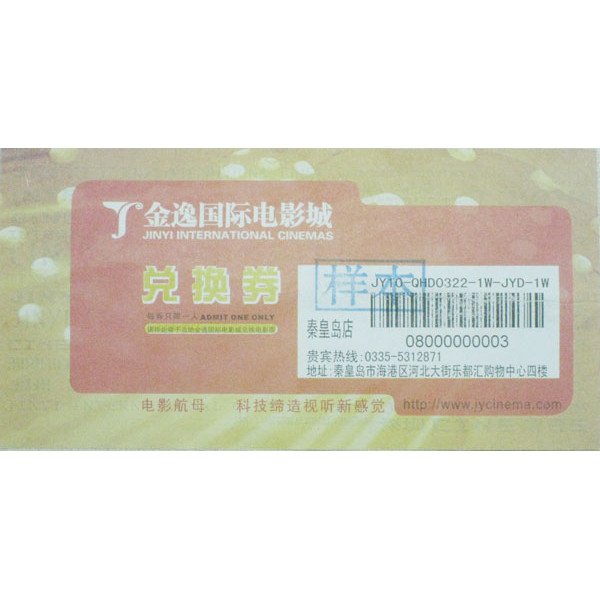 金逸国际电影城
JINYI INTERNATIONAL CINEMAS
兑换券
每券只限一人 ADMIT ONE ONLY
样本
JY10-QHD0322-1W-JYD-1W
秦皇岛店
08000000003
贵宾热线:0335-5312871
地址:秦皇岛市海港区河北大街乐都汇购物中心四楼
电影航母 科技缔造视听新感觉
http://www.jycinema.com